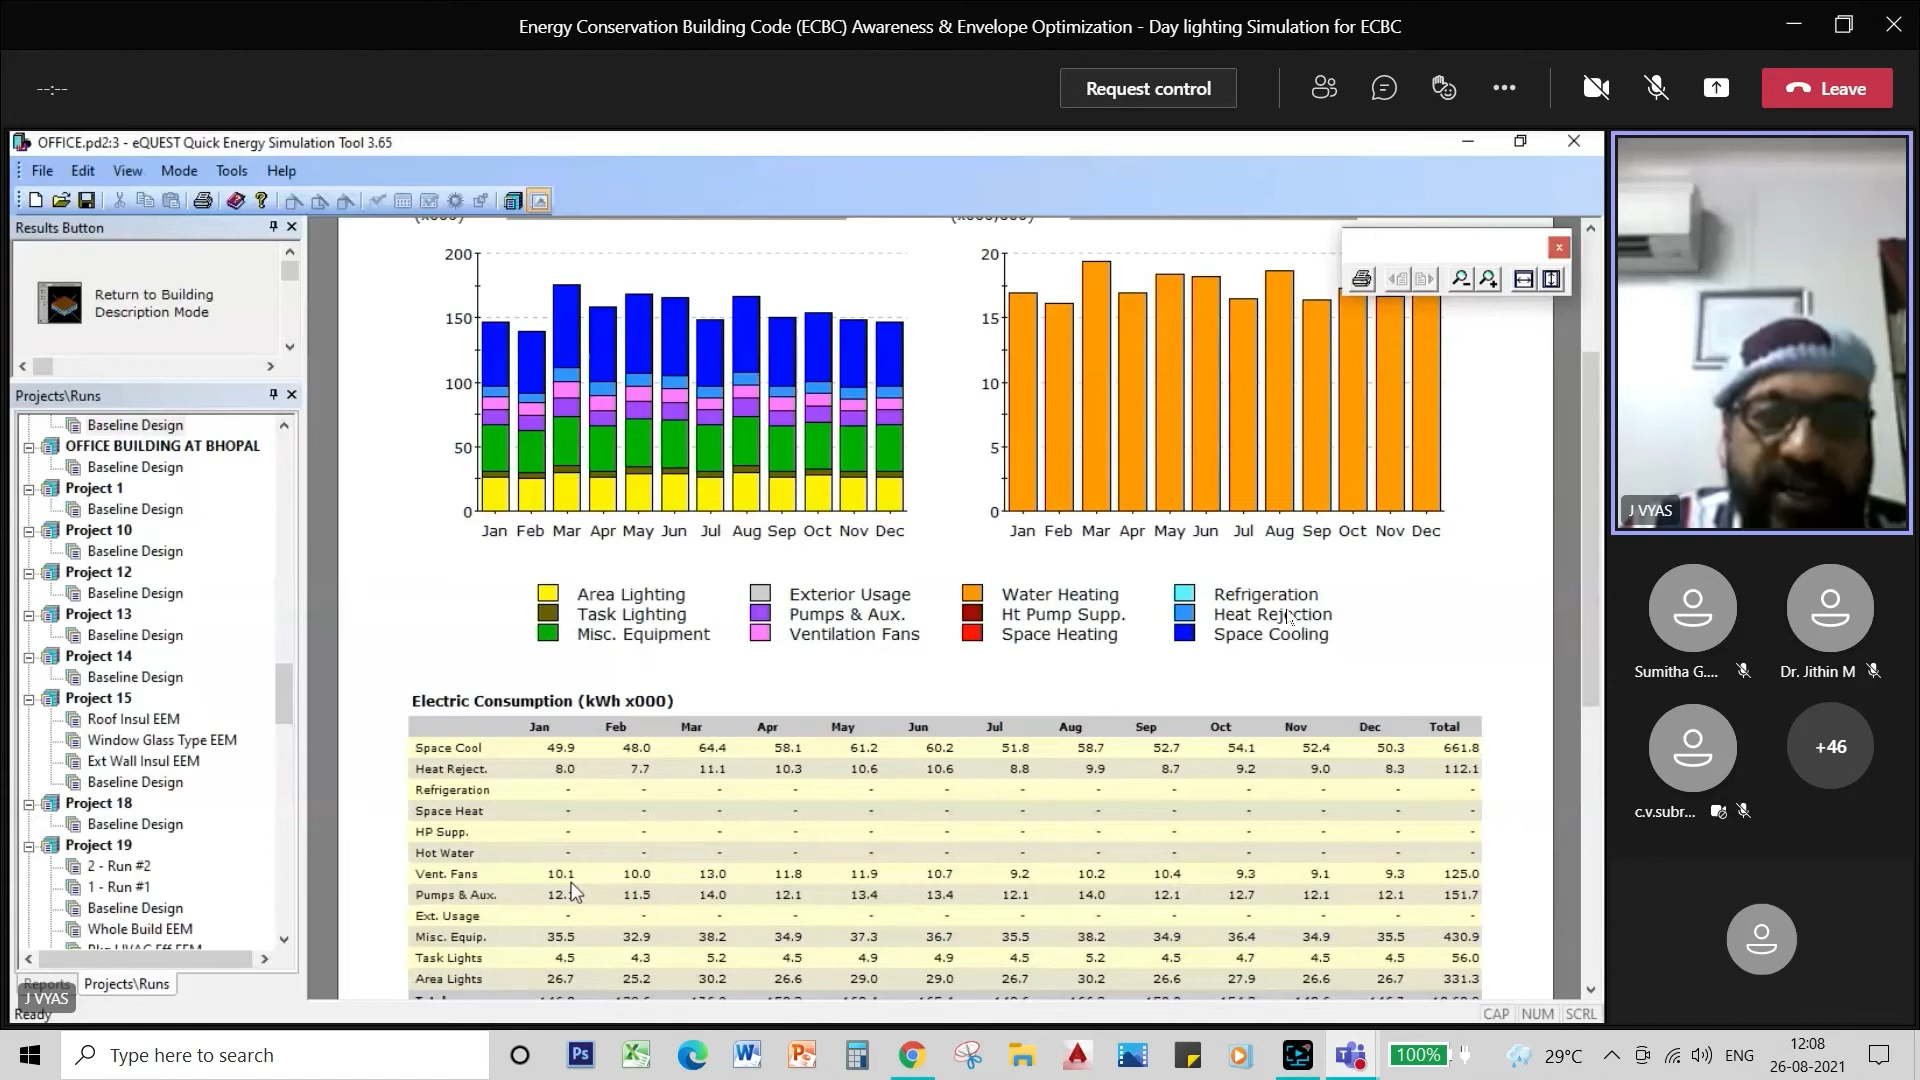 Energy Conservation Building Code (ECBC) Awareness & Envelope Optimization - Day lighting Simulation for ECBC
--:--
Request control
Leave
OFFICE.pd2:3 - eQUEST Quick Energy Simulation Tool 3.65
File Edit View Mode Tools Help
Results Button
Return to Building
Description Mode
Projects\Runs
Baseline Design
OFFICE BUILDING AT BHOPAL
Baseline Design
Project 1
Baseline Design
Project 10
Baseline Design
Project 12
Baseline Design
Project 13
Baseline Design
Project 14
Baseline Design
Project 15
Roof Insul EEM
Window Glass Type EEM
Ext Wall Insul EEM
Baseline Design
Project 18
Baseline Design
Project 19
2 - Run #2
1 - Run #1
Baseline Design
Whole Build EEM
Reports Projects\Runs
J VYAS
Ready
200
150
100
50
0
Jan Feb Mar Apr May Jun Jul Aug Sep Oct Nov Dec
20
15
10
5
0
Jan Feb Mar Apr May Jun Jul Aug Sep Oct Nov Dec
Area Lighting Exterior Usage Water Heating Refrigeration
Task Lighting Pumps & Aux. Ht Pump Supp. Heat Rejection
Misc. Equipment Ventilation Fans Space Heating Space Cooling
Electric Consumption (kWh x000)
Jan Feb Mar Apr May Jun Jul Aug Sep Oct Nov Dec Total
Space Cool 49.9 48.0 64.4 58.1 61.2 60.2 51.8 58.7 52.7 54.1 52.4 50.3 661.8
Heat Reject. 8.0 7.7 11.1 10.3 10.6 10.6 8.8 9.9 8.7 9.2 9.0 8.3 112.1
Refrigeration - - - - - - - - - - - - -
Space Heat - - - - - - - - - - - - -
HP Supp. - - - - - - - - - - - - -
Hot Water - - - - - - - - - - - - -
Vent. Fans 10.1 10.0 13.0 11.8 11.9 10.7 9.2 10.2 10.4 9.3 9.1 9.3 125.0
Pumps & Aux. 11.5 14.0 12.1 13.4 13.4 12.1 14.0 12.1 12.7 12.1 12.1 151.7
Ext. Usage - - - - - - - - - - - - -
Misc. Equip. 35.5 32.9 38.2 34.9 37.3 36.7 35.5 38.2 34.9 36.4 34.9 35.5 430.9
Task Lights 4.5 4.3 5.2 4.5 4.9 4.9 4.5 5.2 4.5 4.7 4.5 4.5 56.0
Area Lights 26.7 25.2 30.2 26.6 29.0 29.0 26.7 30.2 26.6 27.9 26.6 26.7 331.3
CAP NUM SCRL
J VYAS
Sumitha G.... Dr. Jithin M
c.v.subr... +46
Type here to search
100%
29°C
ENG
12:08
26-08-2021